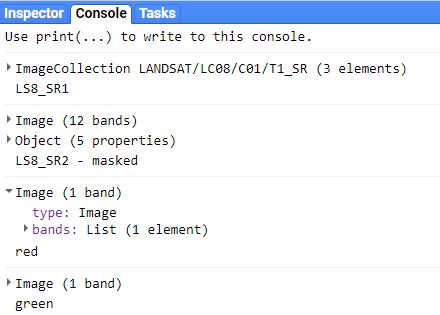 Inspector Console Tasks
Use print(...) to write to this console.
ImageCollection LANDSAT/LC08/C01/T1_SR (3 elements)
LS8_SR1
Image (12 bands)
Object (5 properties)
LS8_SR2 - masked
Image (1 band)
type: Image
bands: List (1 element)
red
Image (1 band)
green